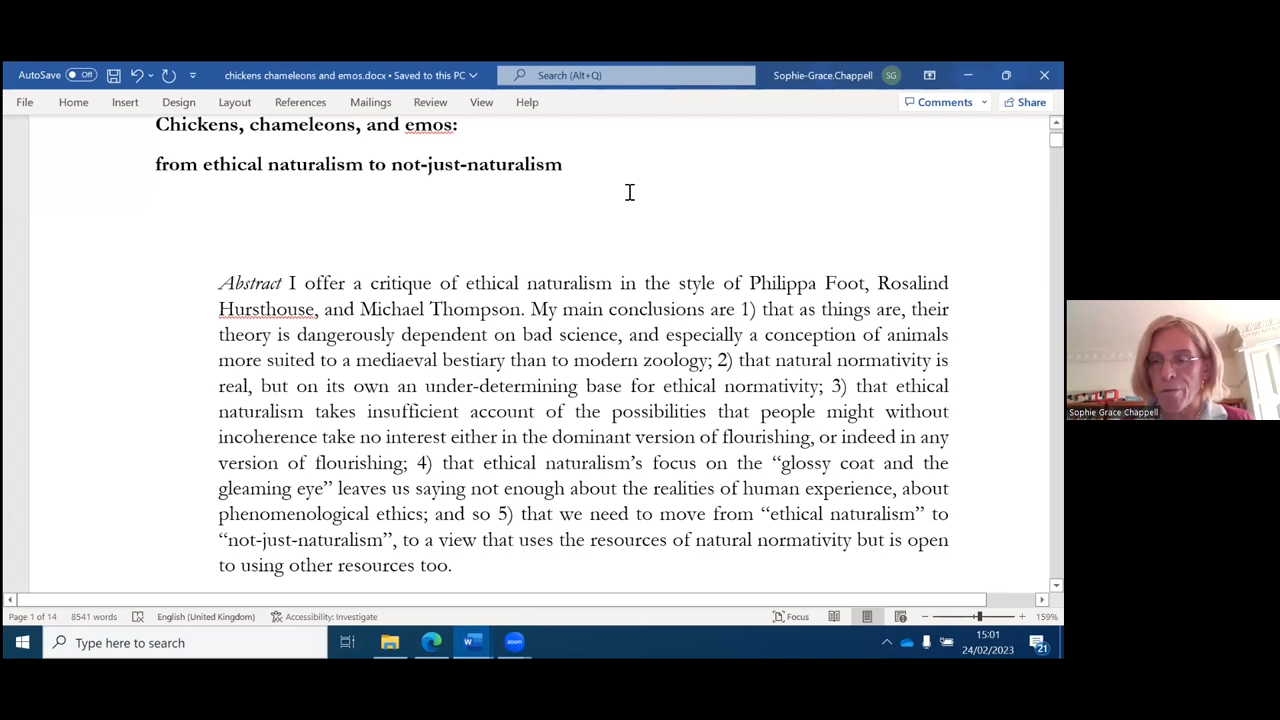 AutoSave Off chickens chameleons and emos.docx • Saved to this PC Search (Alt+Q) Sophie-Grace.Chappell SG
File Home Insert Design Layout References Mailings Review View Help Comments Share
Chickens, chameleons, and emos:
from ethical naturalism to not-just-naturalism
Abstract I offer a critique of ethical naturalism in the style of Philippa Foot, Rosalind
Hursthouse, and Michael Thompson. My main conclusions are 1) that as things are, their
theory is dangerously dependent on bad science, and especially a conception of animals
more suited to a mediaeval bestiary than to modern zoology; 2) that natural normativity is
real, but on its own an under-determining base for ethical normativity; 3) that ethical
naturalism takes insufficient account of the possibilities that people might without
incoherence take no interest either in the dominant version of flourishing, or indeed in any
version of flourishing; 4) that ethical naturalism’s focus on the “glossy coat and the
gleaming eye” leaves us saying not enough about the realities of human experience, about
phenomenological ethics; and so 5) that we need to move from “ethical naturalism” to
“not-just-naturalism”, to a view that uses the resources of natural normativity but is open
to using other resources too.
Sophie Grace Chappell
Page 1 of 14 8541 words English (United Kingdom) Accessibility: Investigate Focus 159%
Type here to search zoom 15:01
24/02/2023 21